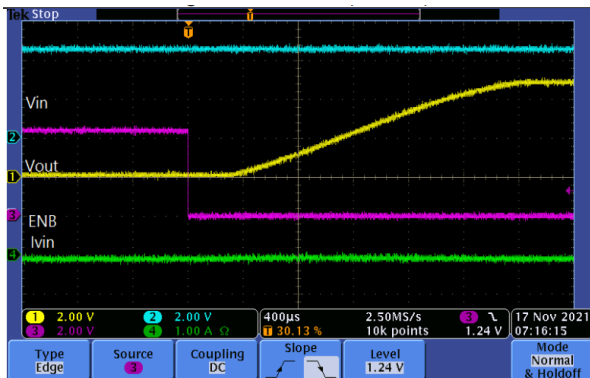 Tek Stop
T
T
Vin
2
Vout
1
3
ENB
Ivin
4
1 2.00 V 2 2.00 V 400µs 2.50MS/s 3 17 Nov 2021
3 2.00 V 4 1.00 A Ω T 30.13 % 10k points 1.24 V 07:16:15
Type Source Coupling Slope Level Mode
Edge 3 DC 1.24 V Normal
& Holdoff